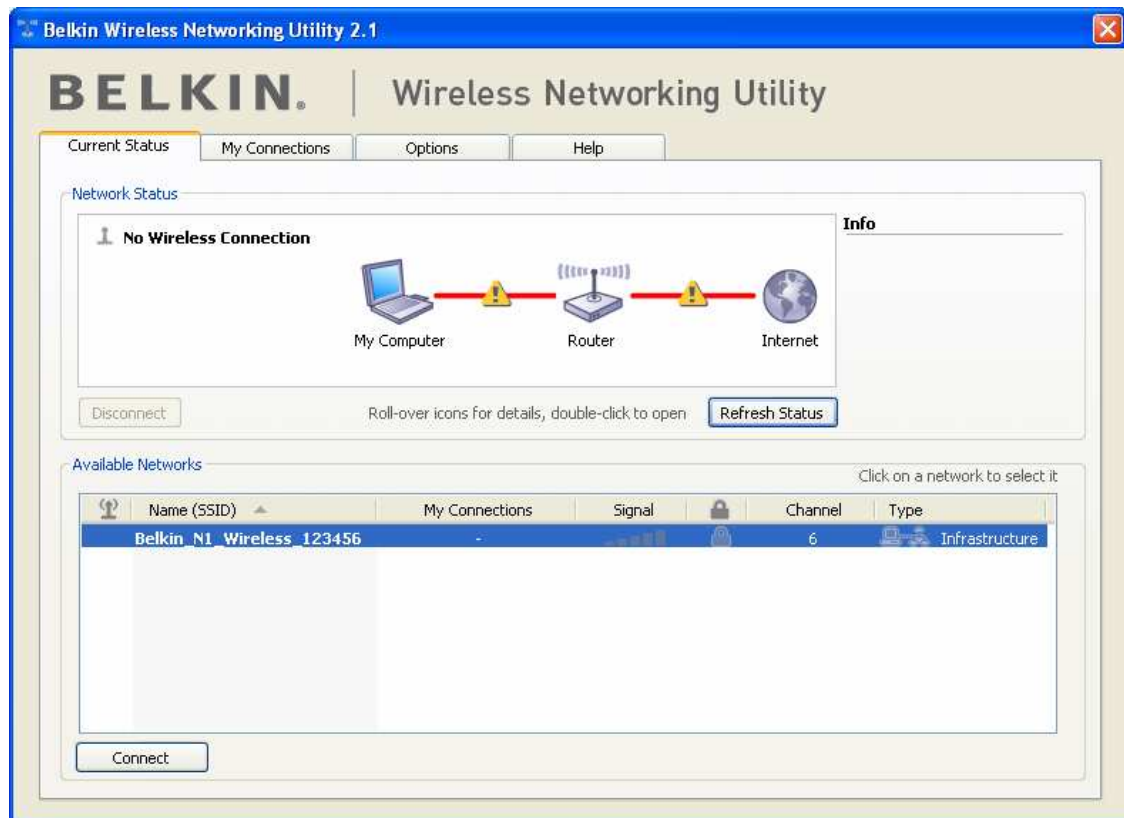 Belkin Wireless Networking Utility 2.1
BELKIN. Wireless Networking Utility
Current Status My Connections Options Help
Network Status
No Wireless Connection
Info
My Computer Router Internet
Disconnect Roll-over icons for details, double-click to open Refresh Status
Available Networks
Click on a network to select it
Name (SSID) My Connections Signal Channel Type
Belkin_N1_Wireless_123456 - 6 Infrastructure
Connect